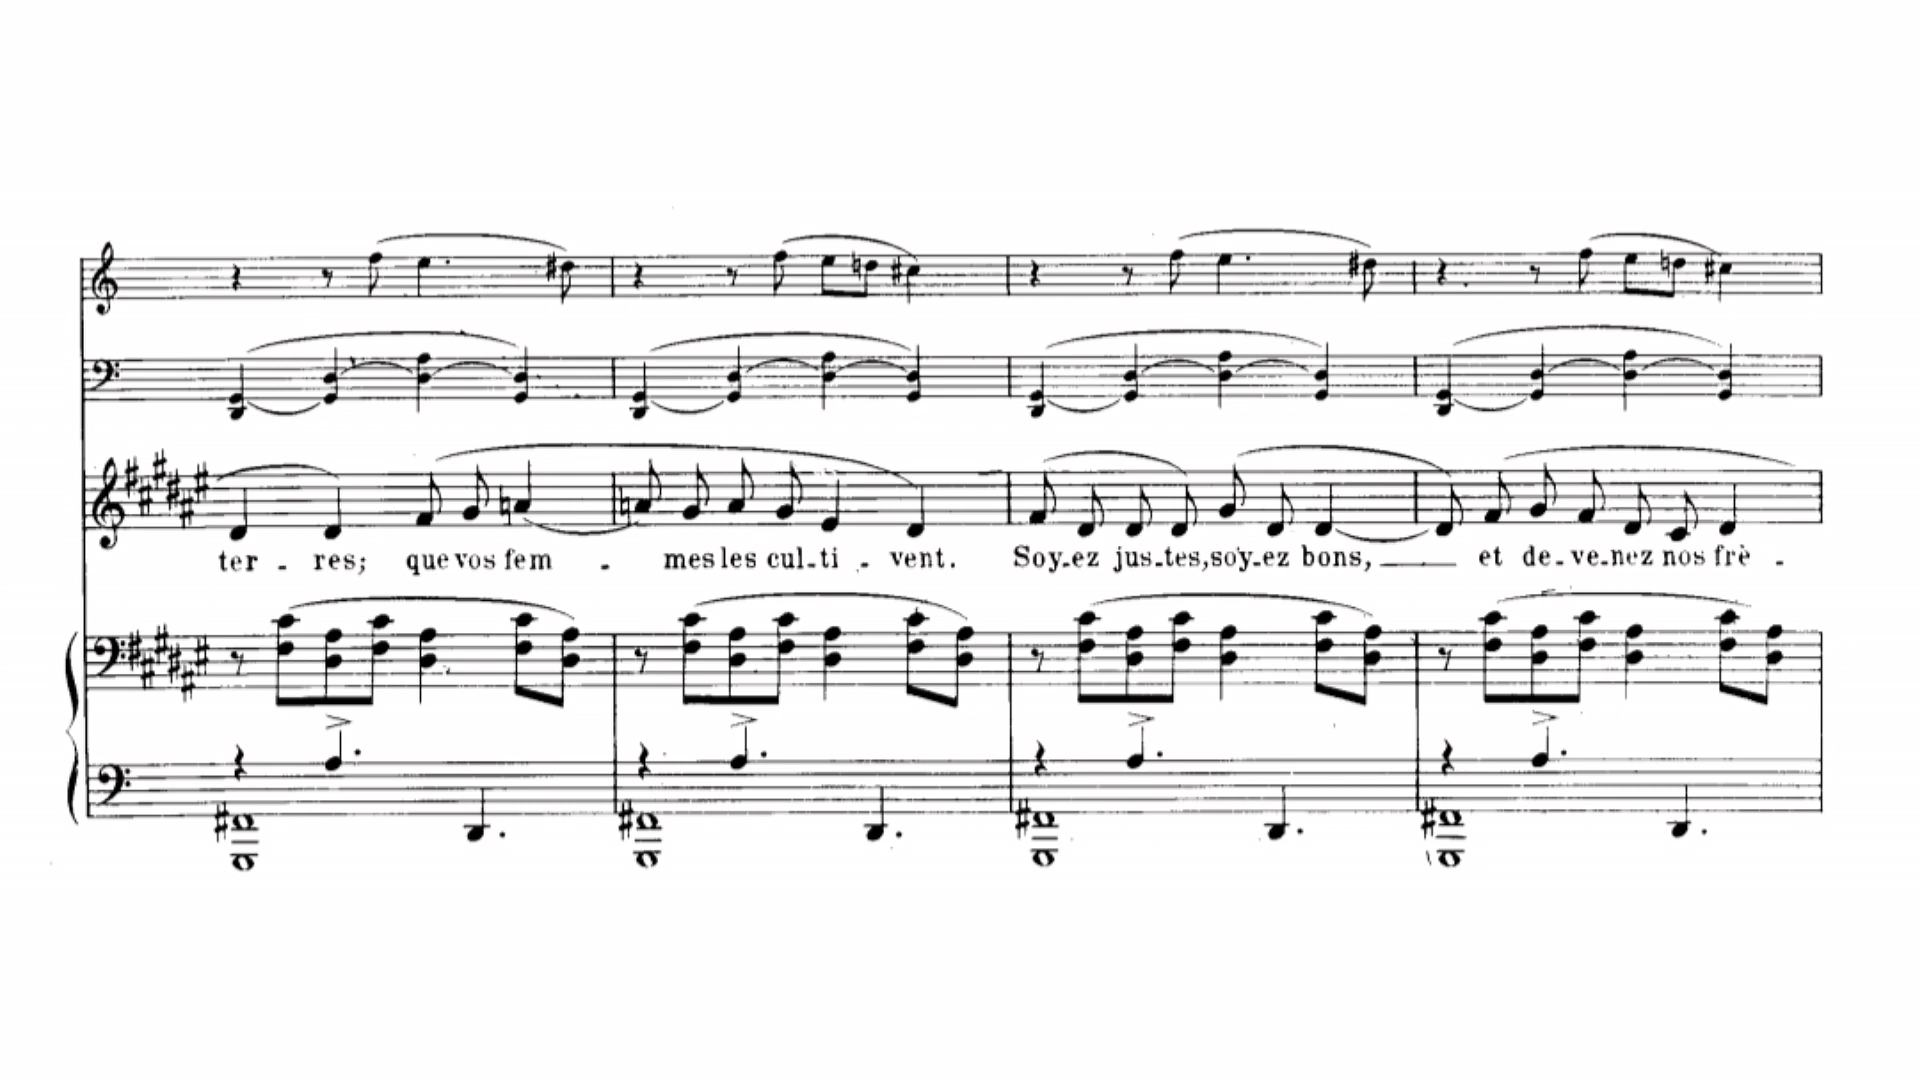 ter - res; que vos fem - mes les cul - ti - vent. Soy - ez jus - tes, soy - ez bons, et de - ve - nez nos frè -